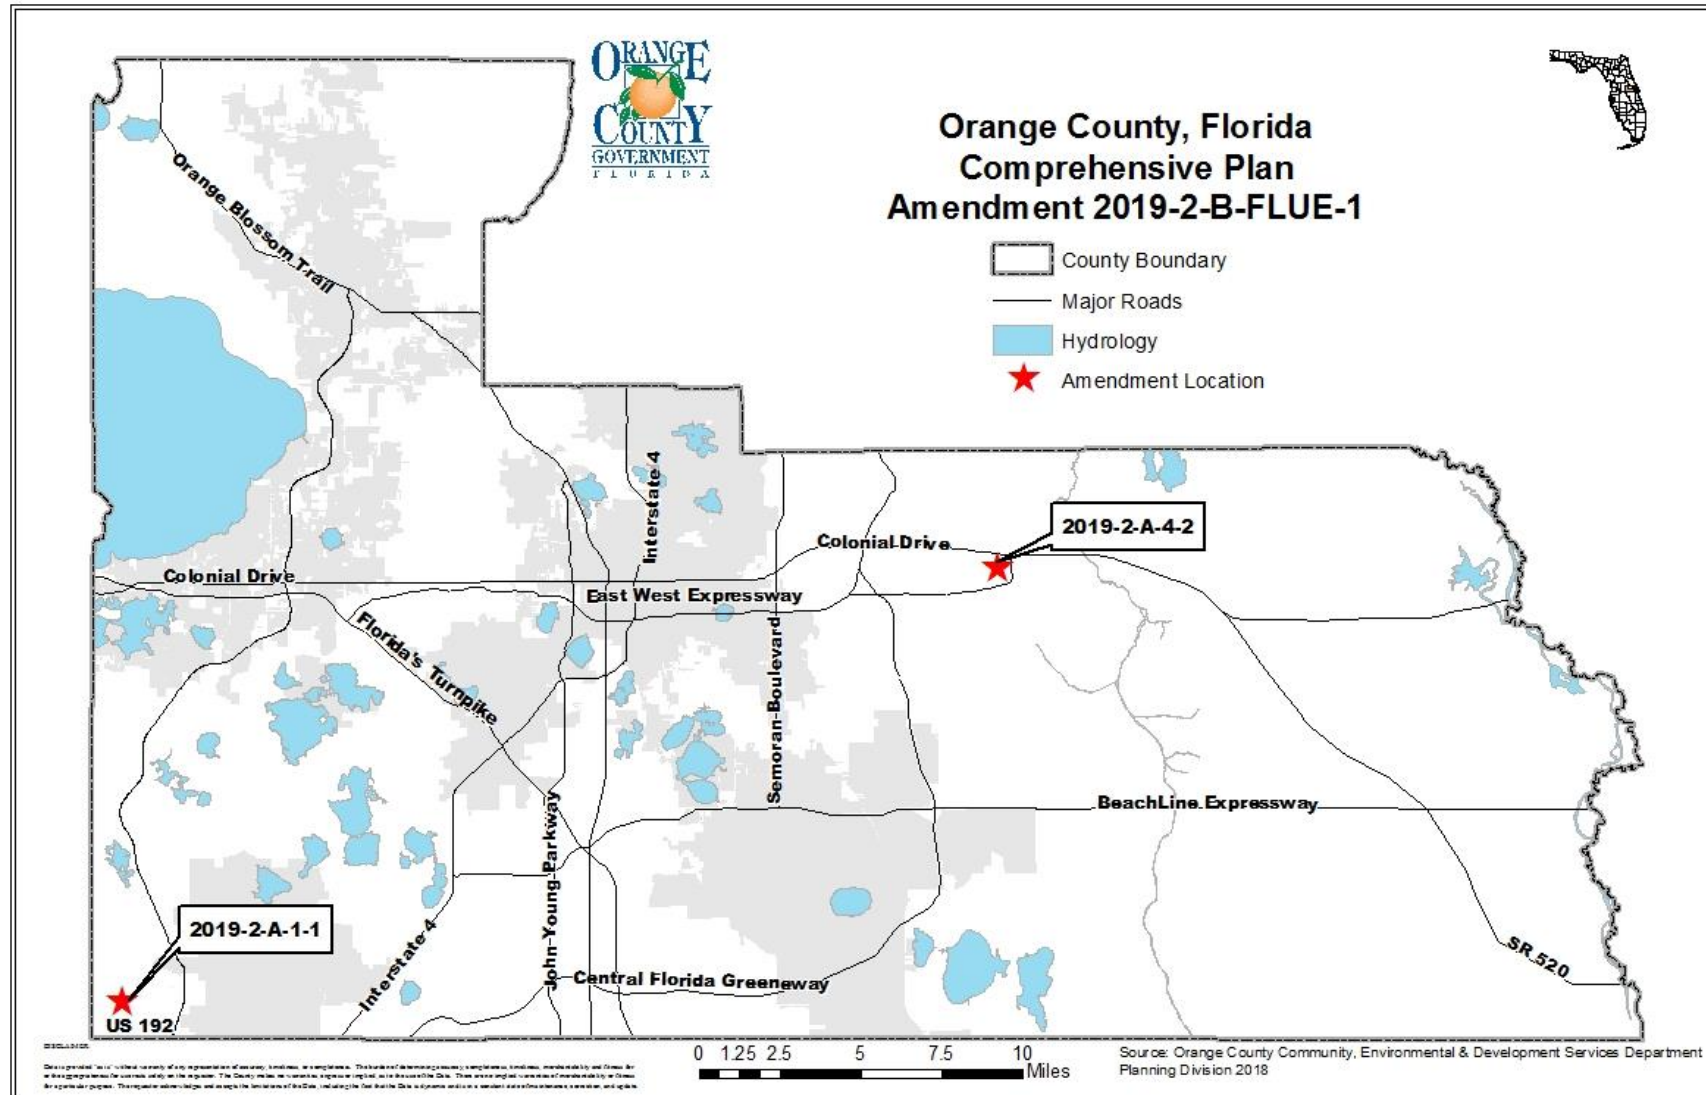 ORANGE
COUNTY
GOVERNMENT
FLORIDA
Orange County, Florida
Comprehensive Plan
Amendment 2019-2-B-FLUE-1
County Boundary
Major Roads
Hydrology
Amendment Location
Orange Blossom Trail
Interstate 4
2019-2-A-4-2
Colonial Drive
Colonial Drive
East West Expressway
Florida's Turnpike
Semoran Boulevard
BeachLine Expressway
John Young Parkway
2019-2-A-1-1
Interstate 4
Central Florida Greeneway
SR 520
US 192
DISCLAIMER:
0 1.25 2.5 5 7.5 10
Miles
Source: Orange County Community, Environmental & Development Services Department
Planning Division 2018